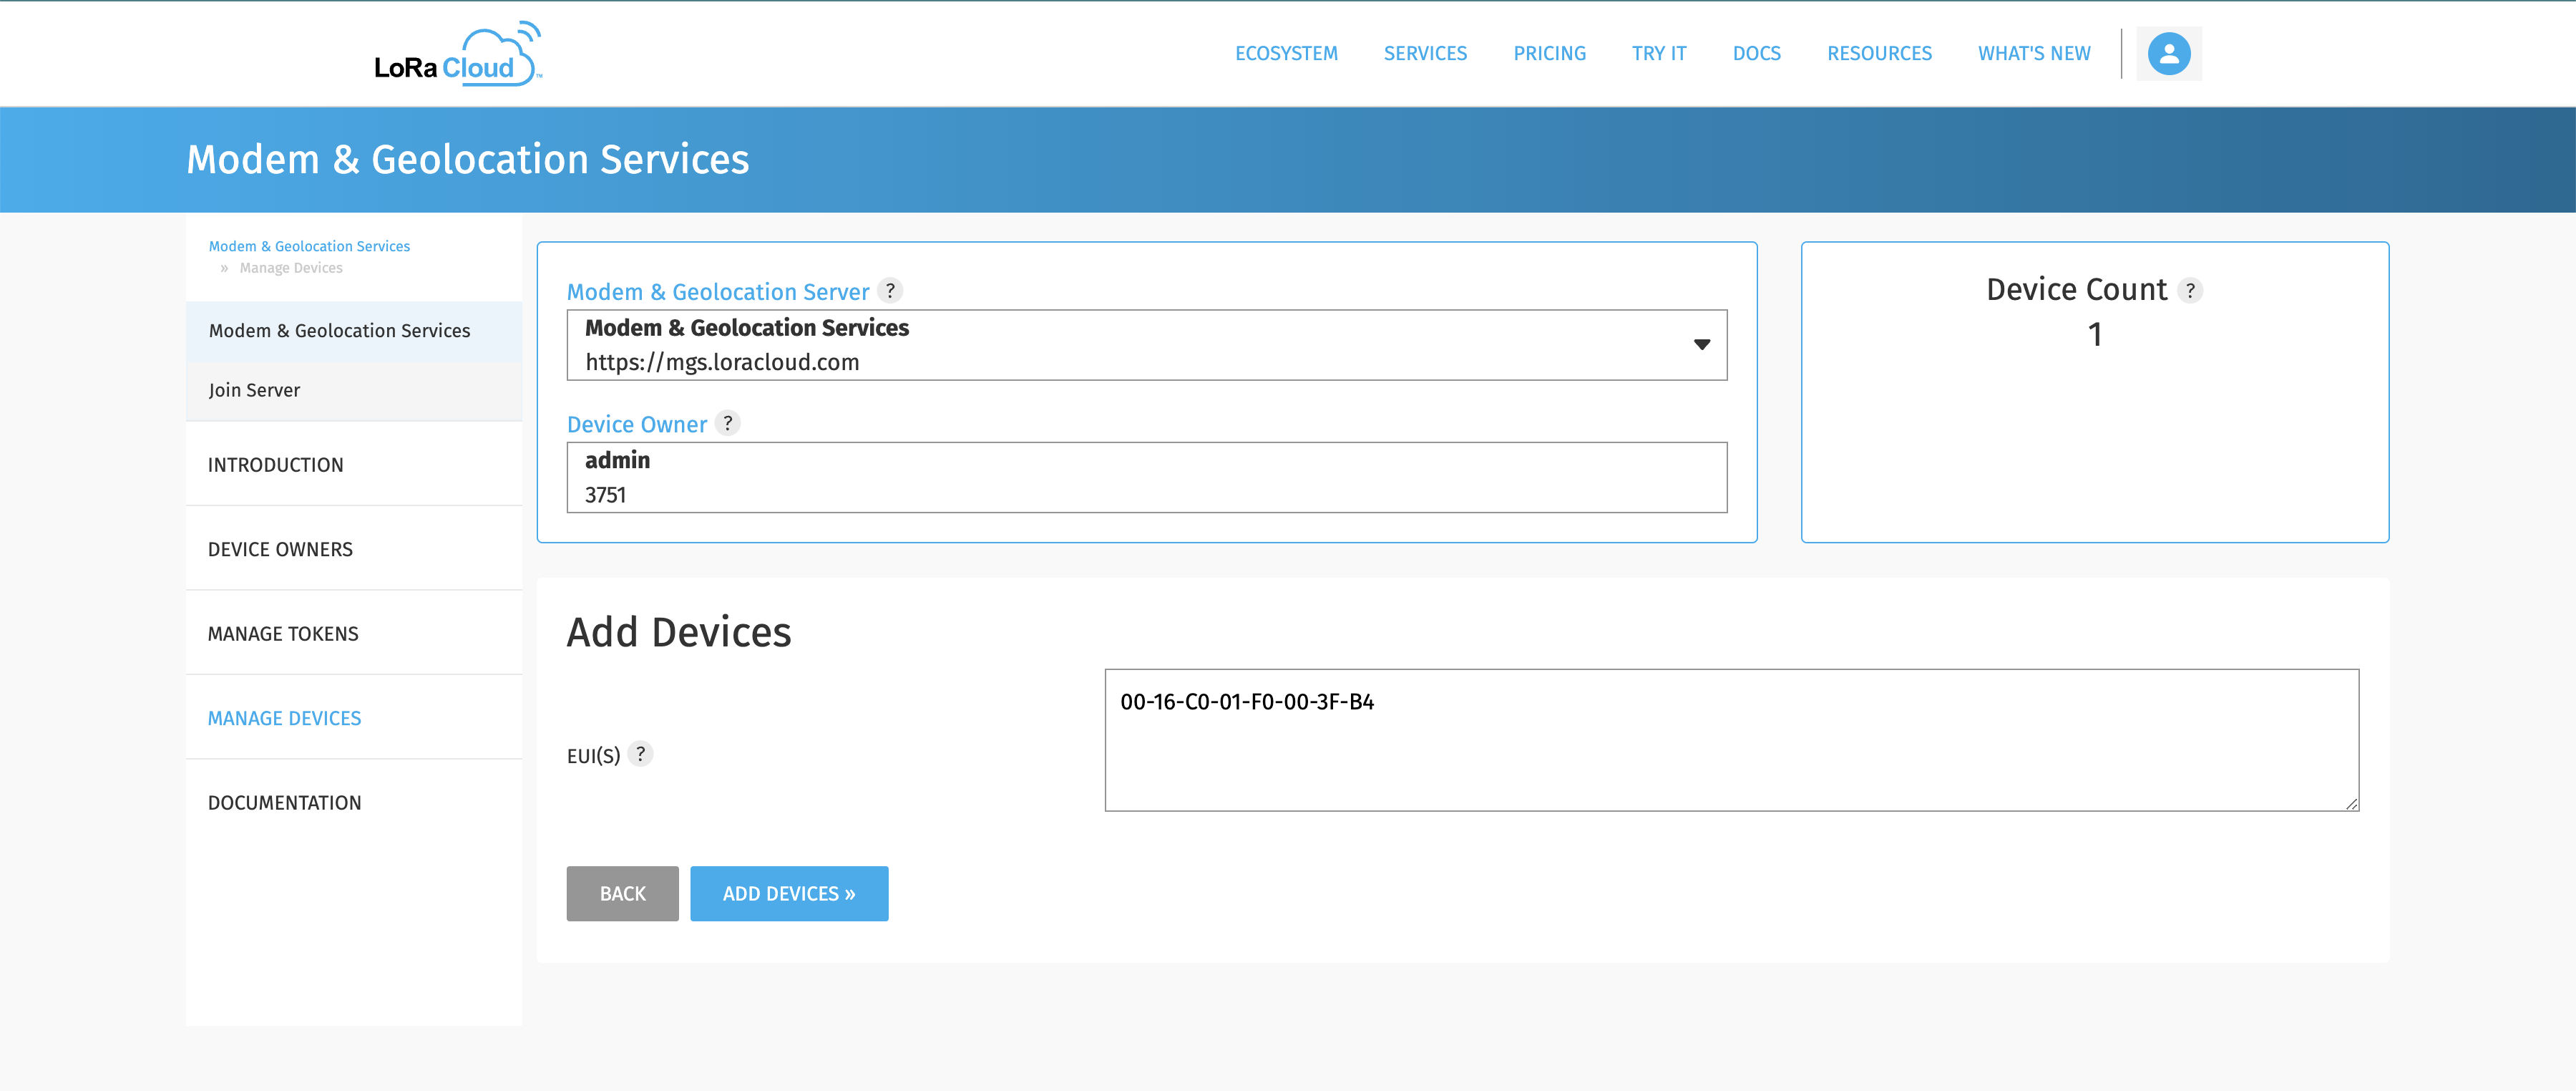 LoRa Cloud™
ECOSYSTEM SERVICES PRICING TRY IT DOCS RESOURCES WHAT'S NEW
Modem & Geolocation Services
Modem & Geolocation Services
» Manage Devices
Modem & Geolocation Services
Join Server
INTRODUCTION
DEVICE OWNERS
MANAGE TOKENS
MANAGE DEVICES
DOCUMENTATION
Modem & Geolocation Server ?
Modem & Geolocation Services
https://mgs.loracloud.com
Device Owner ?
admin
3751
Device Count ?
1
Add Devices
EUI(S) ?
00-16-C0-01-F0-00-3F-B4
BACK ADD DEVICES »